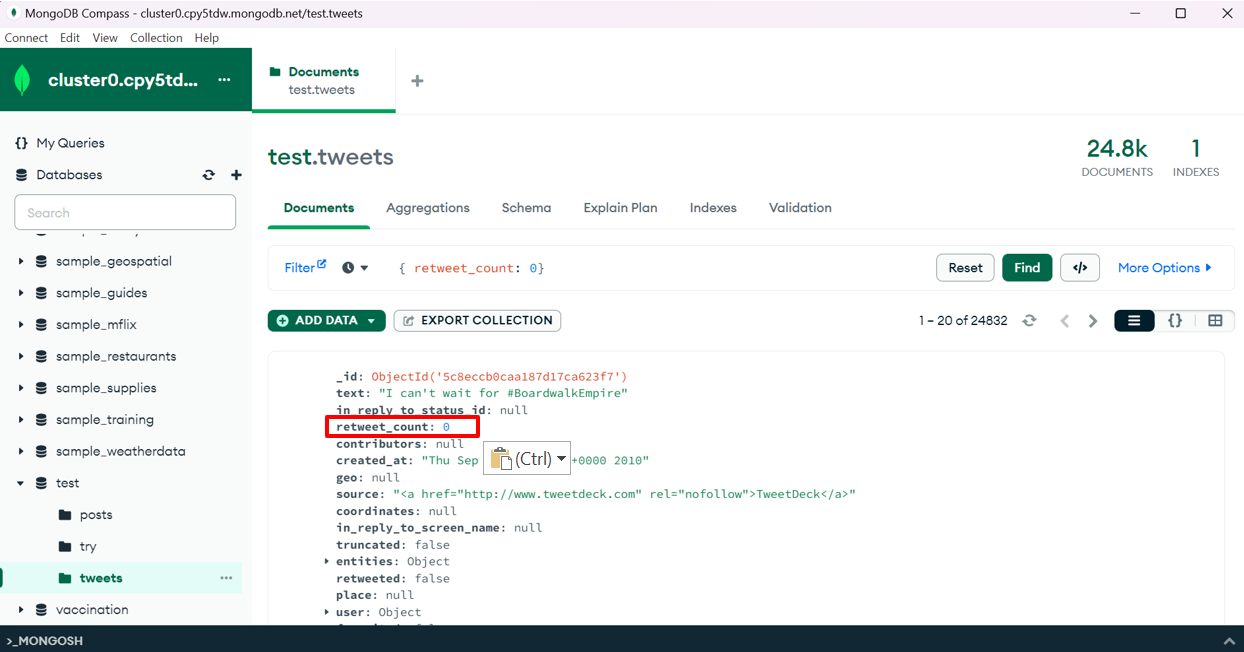 MongoDB Compass - cluster0.cpy5tdw.mongodb.net/test.tweets
Connect Edit View Collection Help
cluster0.cpy5td... ...
Documents
test.tweets
{} My Queries
Databases
Search
sample_geospatial
sample_guides
sample_mflix
sample_restaurants
sample_supplies
sample_training
sample_weatherdata
test
posts
try
tweets ...
vaccination
test.tweets
24.8k
DOCUMENTS
1
INDEXES
Documents Aggregations Schema Explain Plan Indexes Validation
Filter { retweet_count: 0} Reset Find </> More Options
ADD DATA EXPORT COLLECTION 1 – 20 of 24832 {}
_id: ObjectId('5c8eccb0caa187d17ca623f7')
text: "I can't wait for #BoardwalkEmpire"
in_reply_to_status_id: null
retweet_count: 0
contributors: null
created_at: "Thu Sep +0000 2010"
(Ctrl)
geo: null
source: "<a href="http://www.tweetdeck.com" rel="nofollow">TweetDeck</a>"
coordinates: null
in_reply_to_screen_name: null
truncated: false
entities: Object
retweeted: false
place: null
user: Object
>_MONGOSH